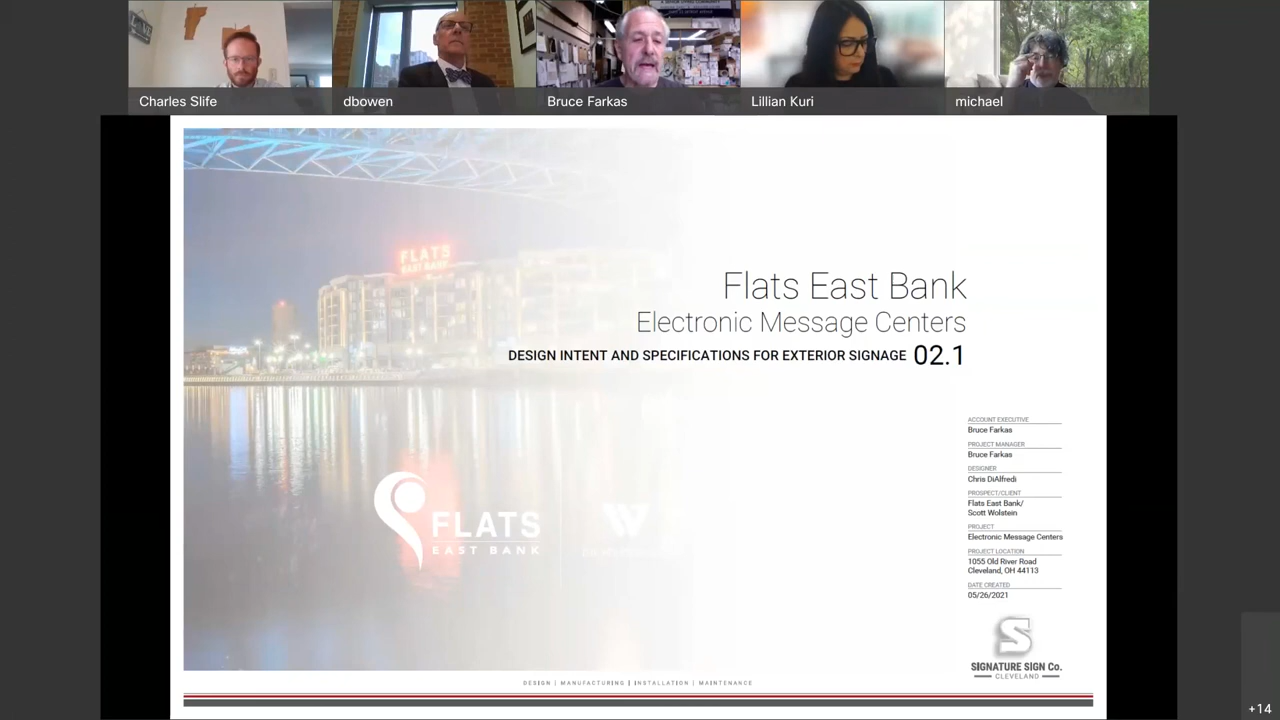 Charles Slife
dbowen
Bruce Farkas
Lillian Kuri
michael
FLATS
EAST BANK
Flats East Bank
Electronic Message Centers
DESIGN INTENT AND SPECIFICATIONS FOR EXTERIOR SIGNAGE 02.1
ACCOUNT EXECUTIVE
Bruce Farkas
PROJECT MANAGER
Bruce Farkas
DESIGNER
Chris DiAlfredi
PROSPECT/CLIENT
Flats East Bank/
Scott Wolstein
PROJECT
Electronic Message Centers
PROJECT LOCATION
1055 Old River Road
Cleveland, OH 44113
DATE CREATED
05/26/2021
FLATS
EAST BANK
W
S
SIGNATURE SIGN Co.
CLEVELAND
DESIGN | MANUFACTURING | INSTALLATION | MAINTENANCE
+14